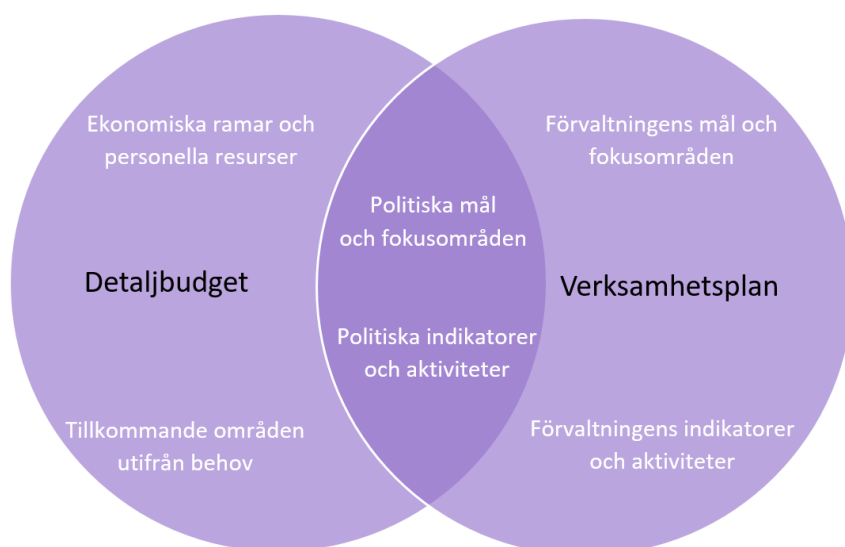 Ekonomiska ramar och
personella resurser
Detaljbudget
Tillkommande områden
utifrån behov
Politiska mål
och fokusområden
Politiska indikatorer
och aktiviteter
Förvaltningens mål och
fokusområden
Verksamhetsplan
Förvaltningens indikatorer
och aktiviteter